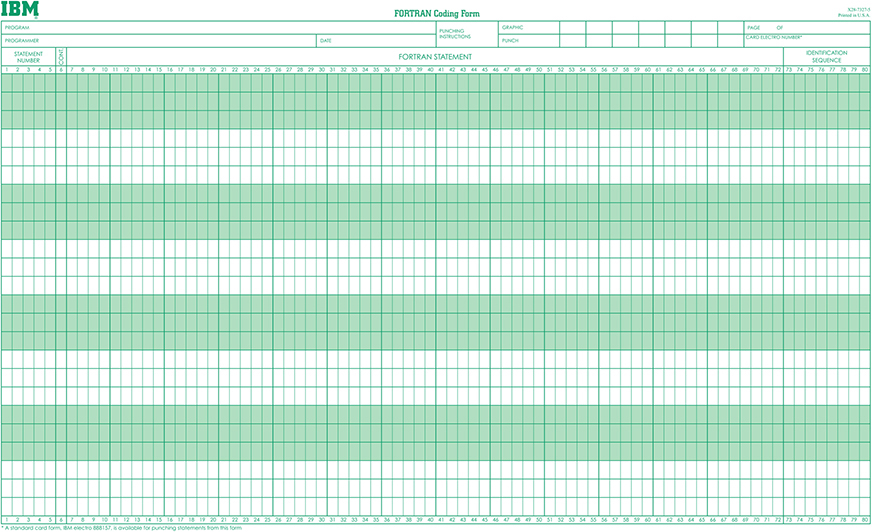 IBM
FORTRAN Coding Form
X28-7327-5
Printed in U.S.A.
PROGRAM
PROGRAMMER
DATE
PUNCHING
INSTRUCTIONS
GRAPHIC
PUNCH
PAGE OF
CARD ELECTRO NUMBER*
STATEMENT
NUMBER
CONT.
FORTRAN STATEMENT
IDENTIFICATION
SEQUENCE
1 2 3 4 5 6 7 8 9 10 11 12 13 14 15 16 17 18 19 20 21 22 23 24 25 26 27 28 29 30 31 32 33 34 35 36 37 38 39 40 41 42 43 44 45 46 47 48 49 50 51 52 53 54 55 56 57 58 59 60 61 62 63 64 65 66 67 68 69 70 71 72 73 74 75 76 77 78 79 80
1 2 3 4 5 6 7 8 9 10 11 12 13 14 15 16 17 18 19 20 21 22 23 24 25 26 27 28 29 30 31 32 33 34 35 36 37 38 39 40 41 42 43 44 45 46 47 48 49 50 51 52 53 54 55 56 57 58 59 60 61 62 63 64 65 66 67 68 69 70 71 72 73 74 75 76 77 78 79 80
* A standard card form, IBM electro 888157, is available for punching statements from this form